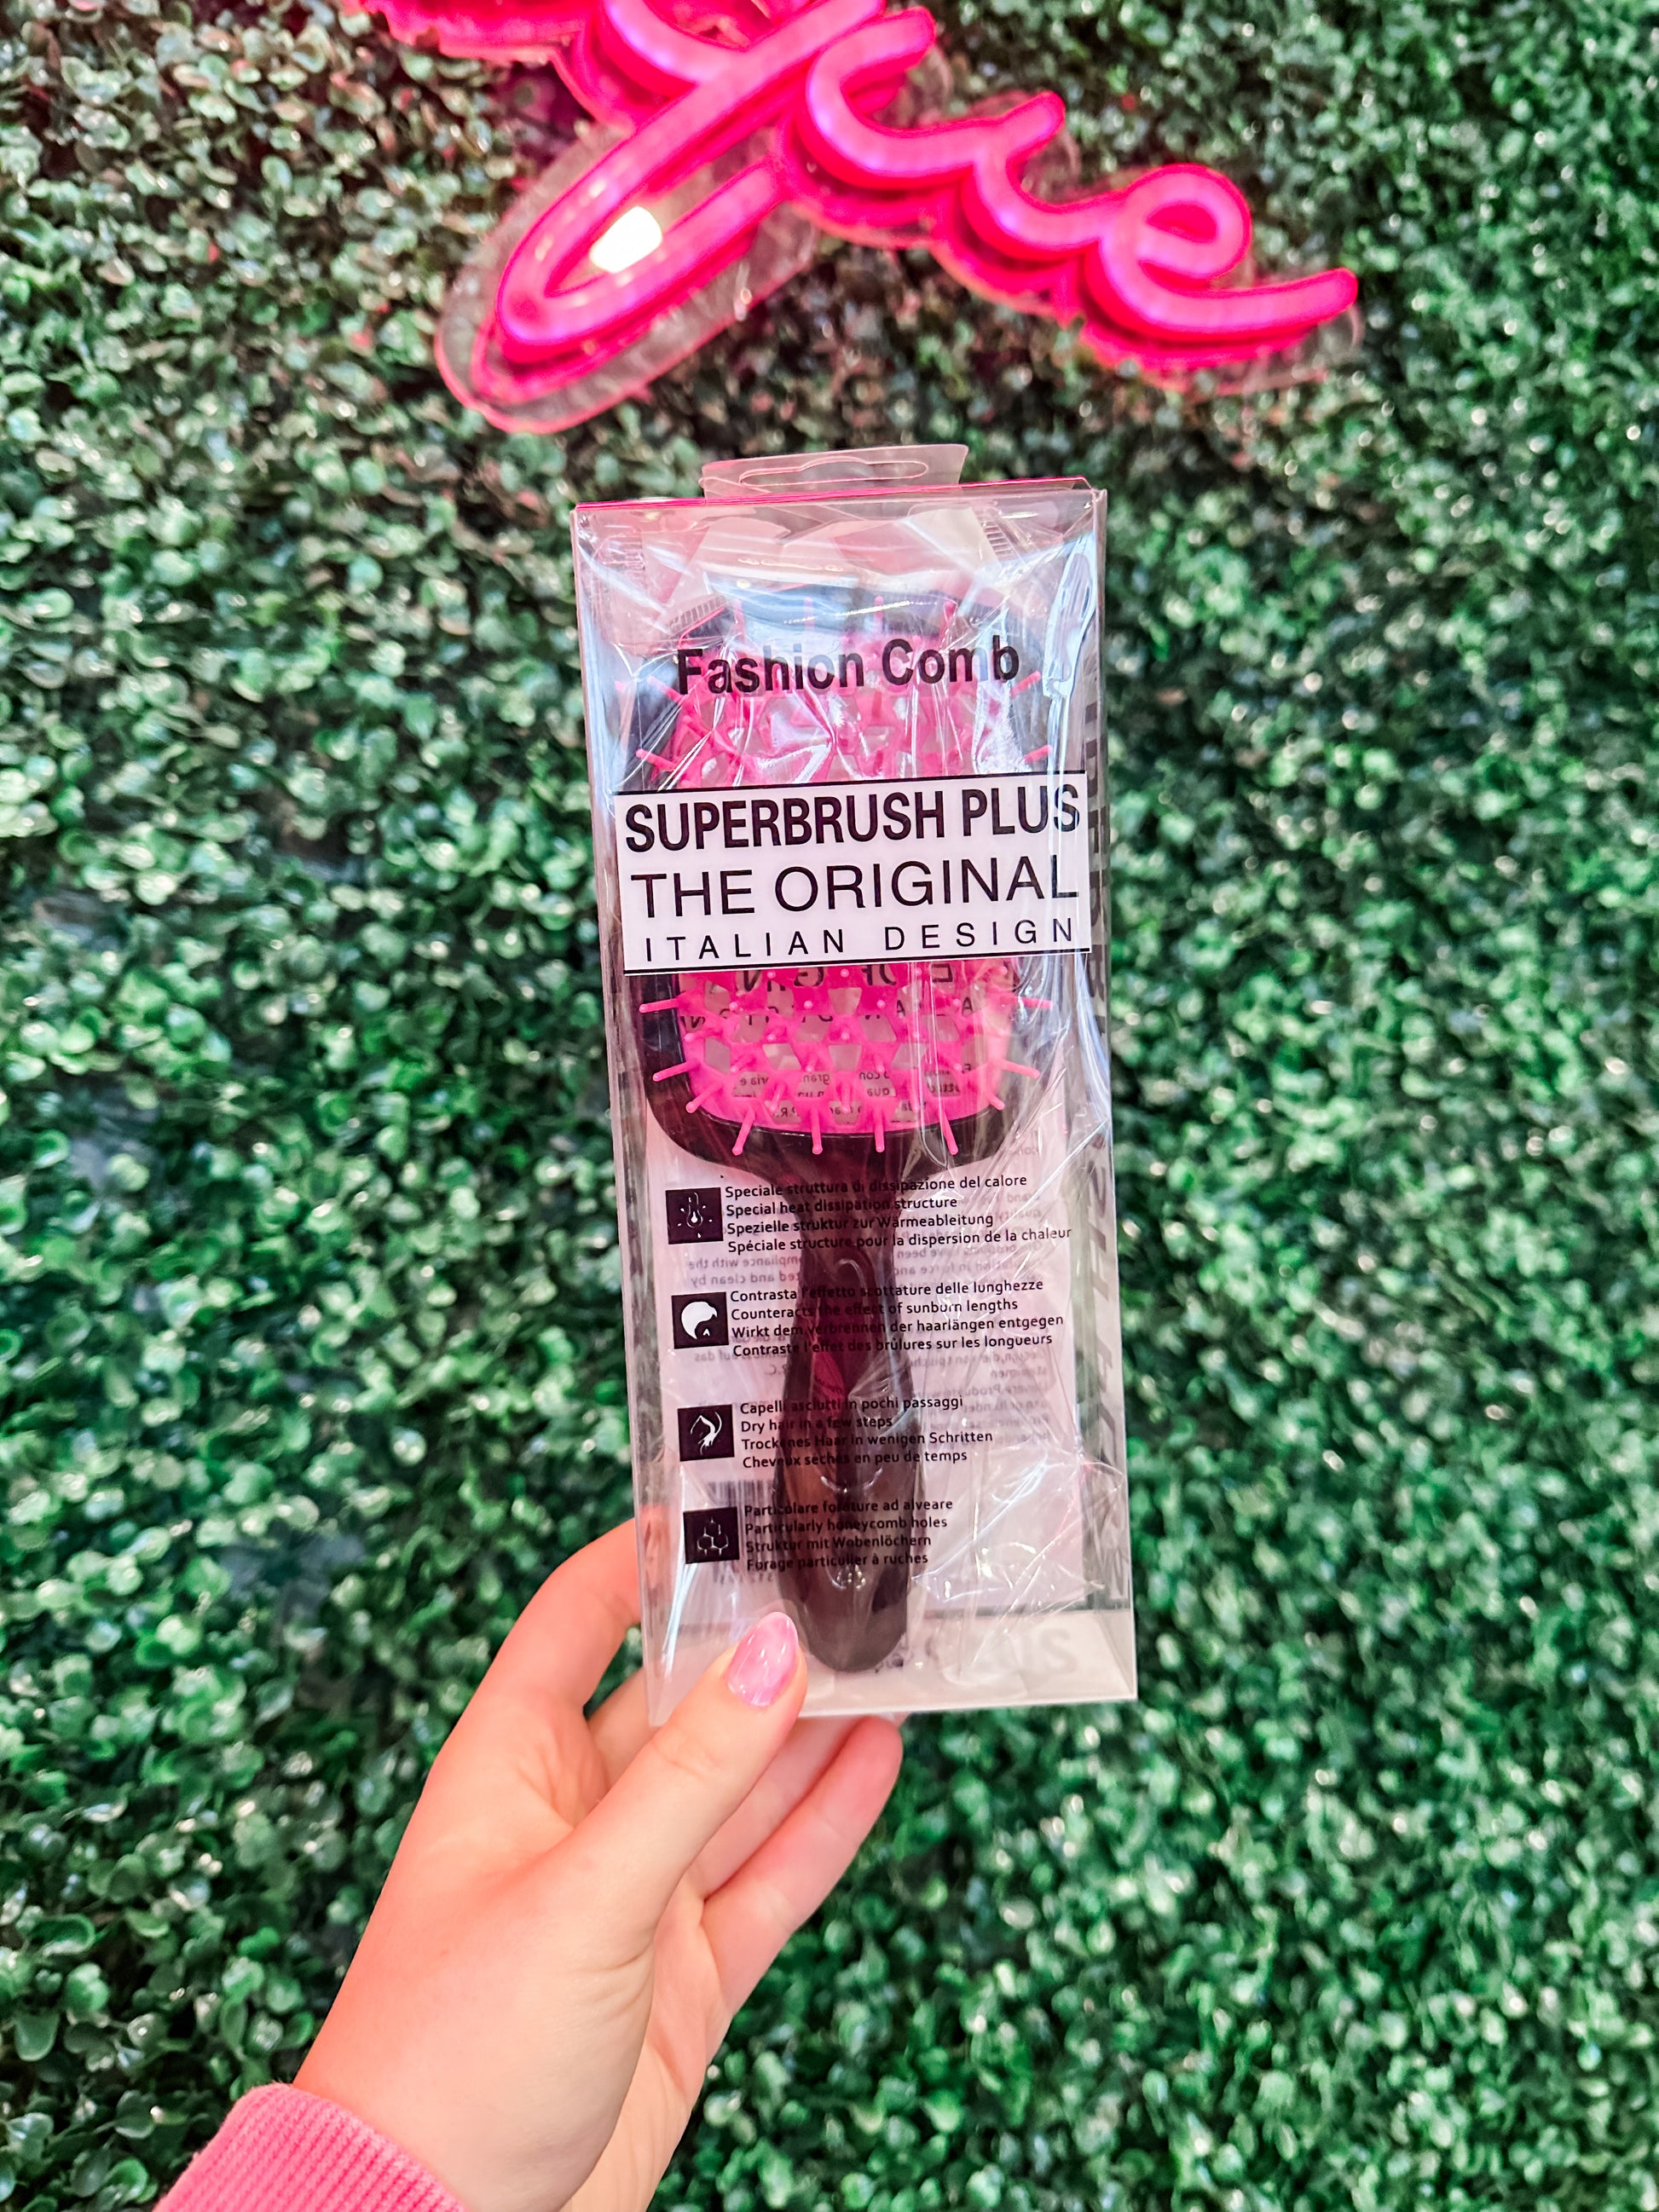 Fashion Comb
SUPERBRUSH PLUS
THE ORIGINAL
ITALIAN DESIGN
Speciale struttura di dissipazione del calore
Special heat dissipation structure
Spezielle struktur zur Wärmeableitung
Spéciale structure pour la dispersion de la chaleur
Contrasta l'effetto scottature delle lunghezze
Counteracts the effect of sunburn lengths
Wirkt dem verbrennen der haarlängen entgegen
Contraste l'effet des brûlures sur les longueurs
Capelli asciutti in pochi passaggi
Dry hair in a few steps
Trockenes Haar in wenigen Schritten
Cheveux sechés en peu de temps
Particolare foreture ad alveare
Particularly honeycomb holes
Struktur mit Wobenlöchern
Forage particulier à ruches